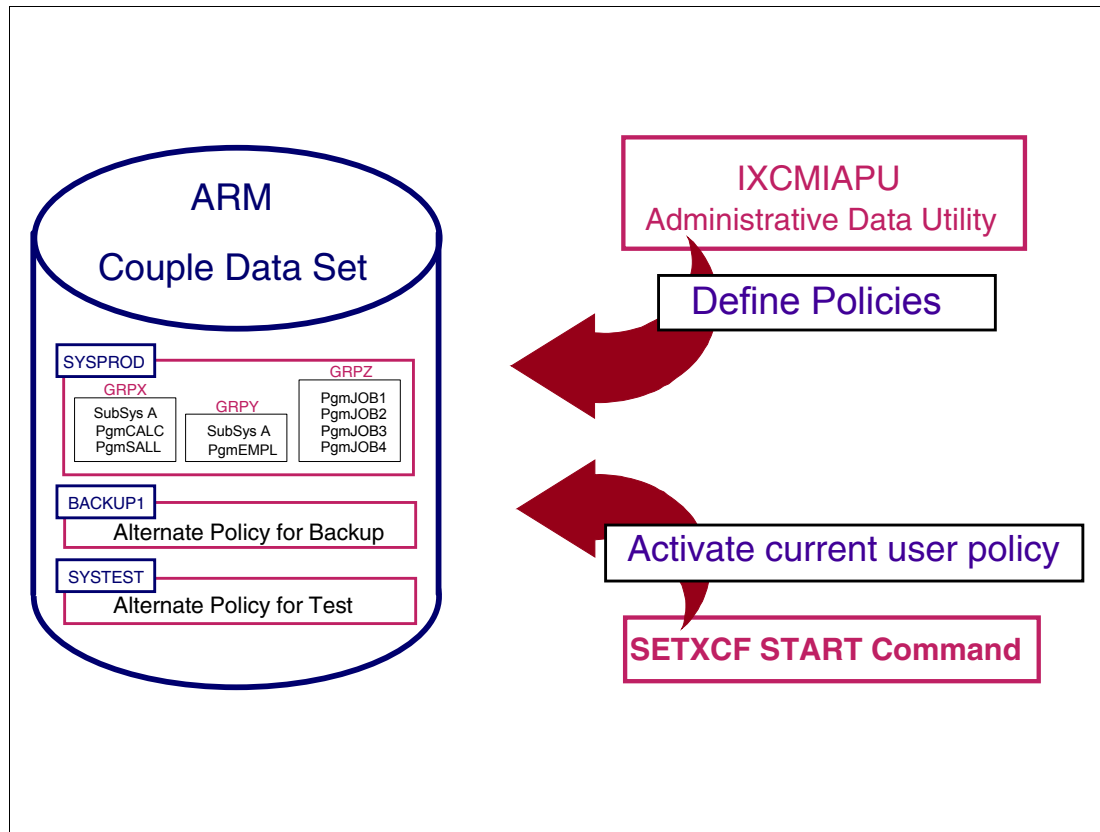 ARM
Couple Data Set
SYSPROD
GRPX
SubSys A
PgmCALC
PgmSALL
GRPY
SubSys A
PgmEMPL
GRPZ
PgmJOB1
PgmJOB2
PgmJOB3
PgmJOB4
BACKUP1
Alternate Policy for Backup
SYSTEST
Alternate Policy for Test
IXCMIAPU
Administrative Data Utility
Define Policies
Activate current user policy
SETXCF START Command